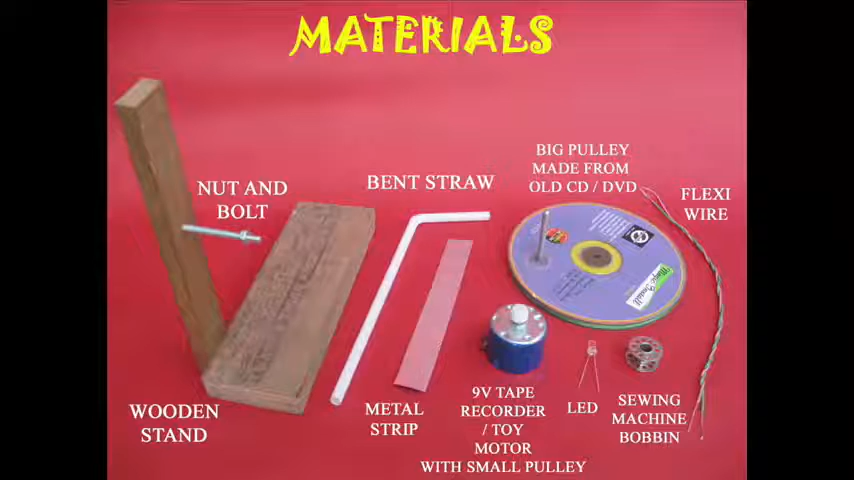 MATERIALS
BIG PULLEY
MADE FROM
OLD CD / DVD
NUT AND
BOLT
BENT STRAW
FLEXI
WIRE
WOODEN
STAND
METAL
STRIP
9V TAPE
RECORDER
/ TOY
MOTOR
WITH SMALL PULLEY
LED
SEWING
MACHINE
BOBBIN